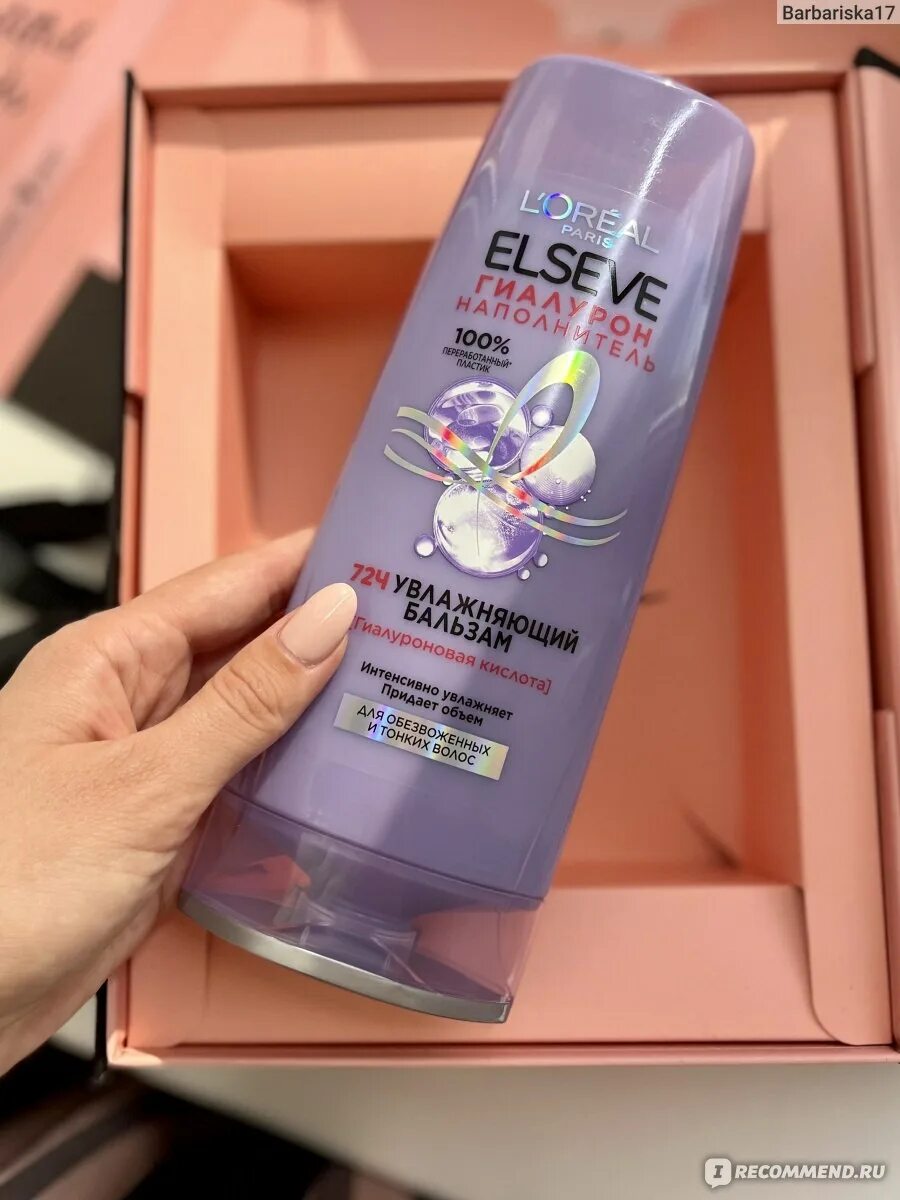 Barbariska17
L'ORÉAL
PARIS
ELSEVE
ГИАЛУРОН
НАПОЛНИТЕЛЬ
100%
ПЕРЕРАБОТАННЫЙ*
ПЛАСТИК
72Ч УВЛАЖНЯЮЩИЙ
БАЛЬЗАМ
[Гиалуроновая кислота]
Интенсивно увлажняет
Придает объем
ДЛЯ ОБЕЗВОЖЕННЫХ
И ТОНКИХ ВОЛОС
IRECOMMEND.RU